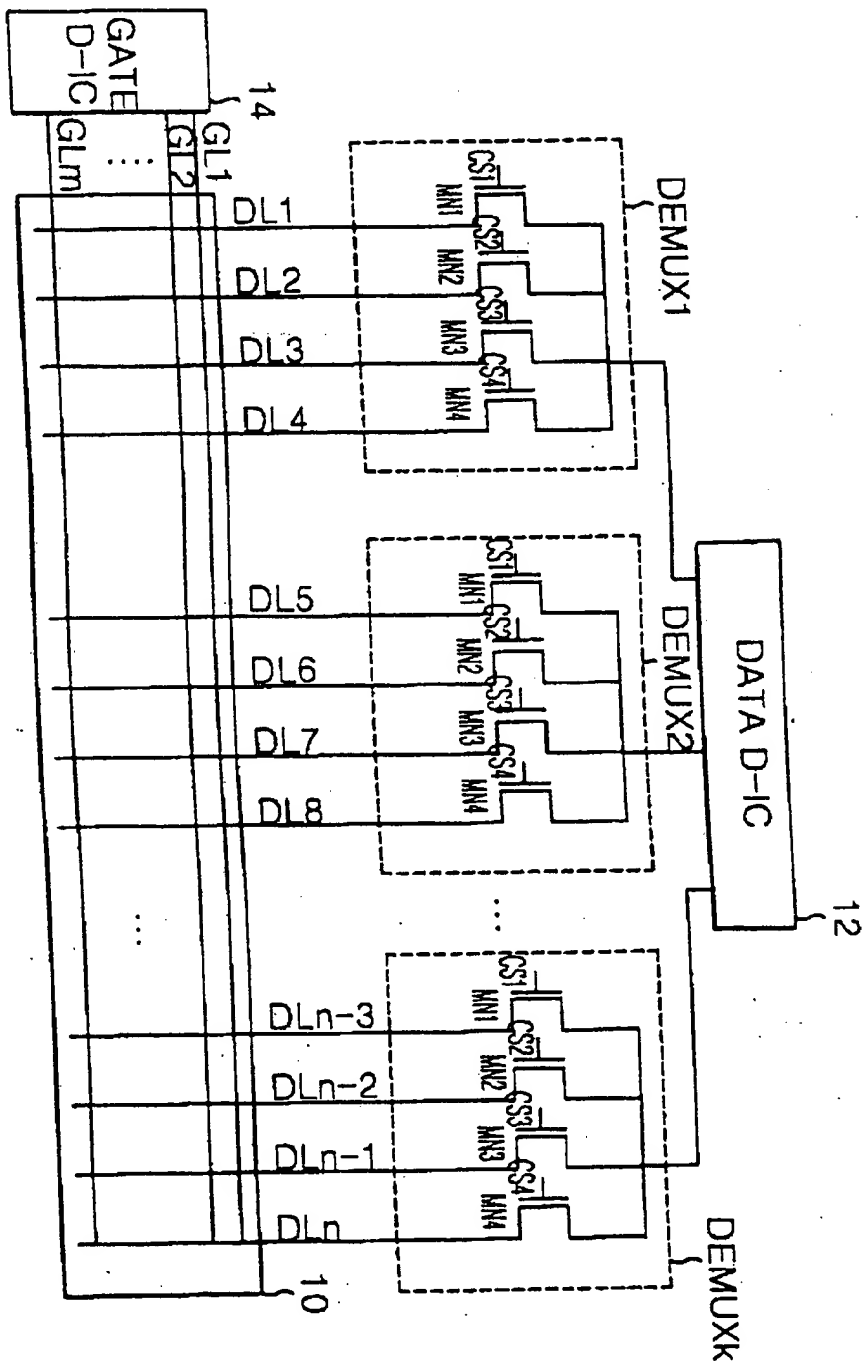 DATA D-IC
12
DEMUX1
DEMUX2
DEMUXk
CS1
CS2
CS3
CS4
MN1
MN2
MN3
MN4
CS1
CS2
CS3
CS4
MN1
MN2
MN3
MN4
...
CS1
CS2
CS3
CS4
MN1
MN2
MN3
MN4
DL1
DL2
DL3
DL4
DL5
DL6
DL7
DL8
DLn-3
DLn-2
DLn-1
DLn
GATE
D-IC
14
GL1
GL2
....
GLm
...
10